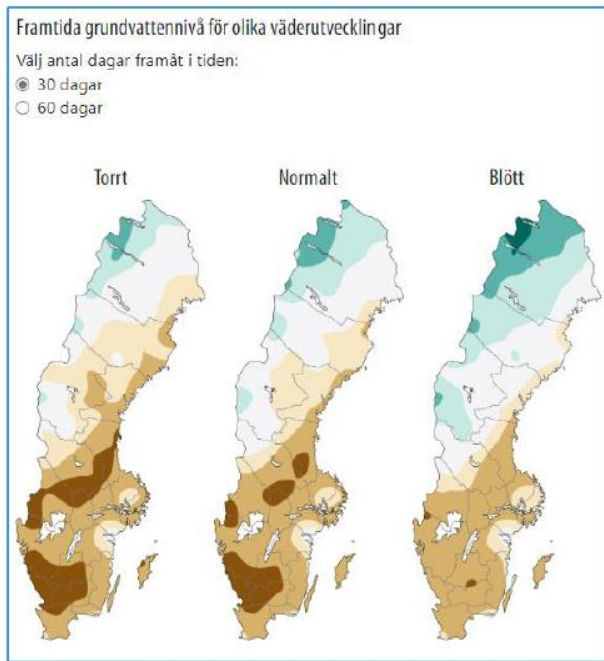 Framtida grundvattennivå för olika väderutvecklingar
Välj antal dagar framåt i tiden:
30 dagar
60 dagar
Torrt
Normalt
Blött